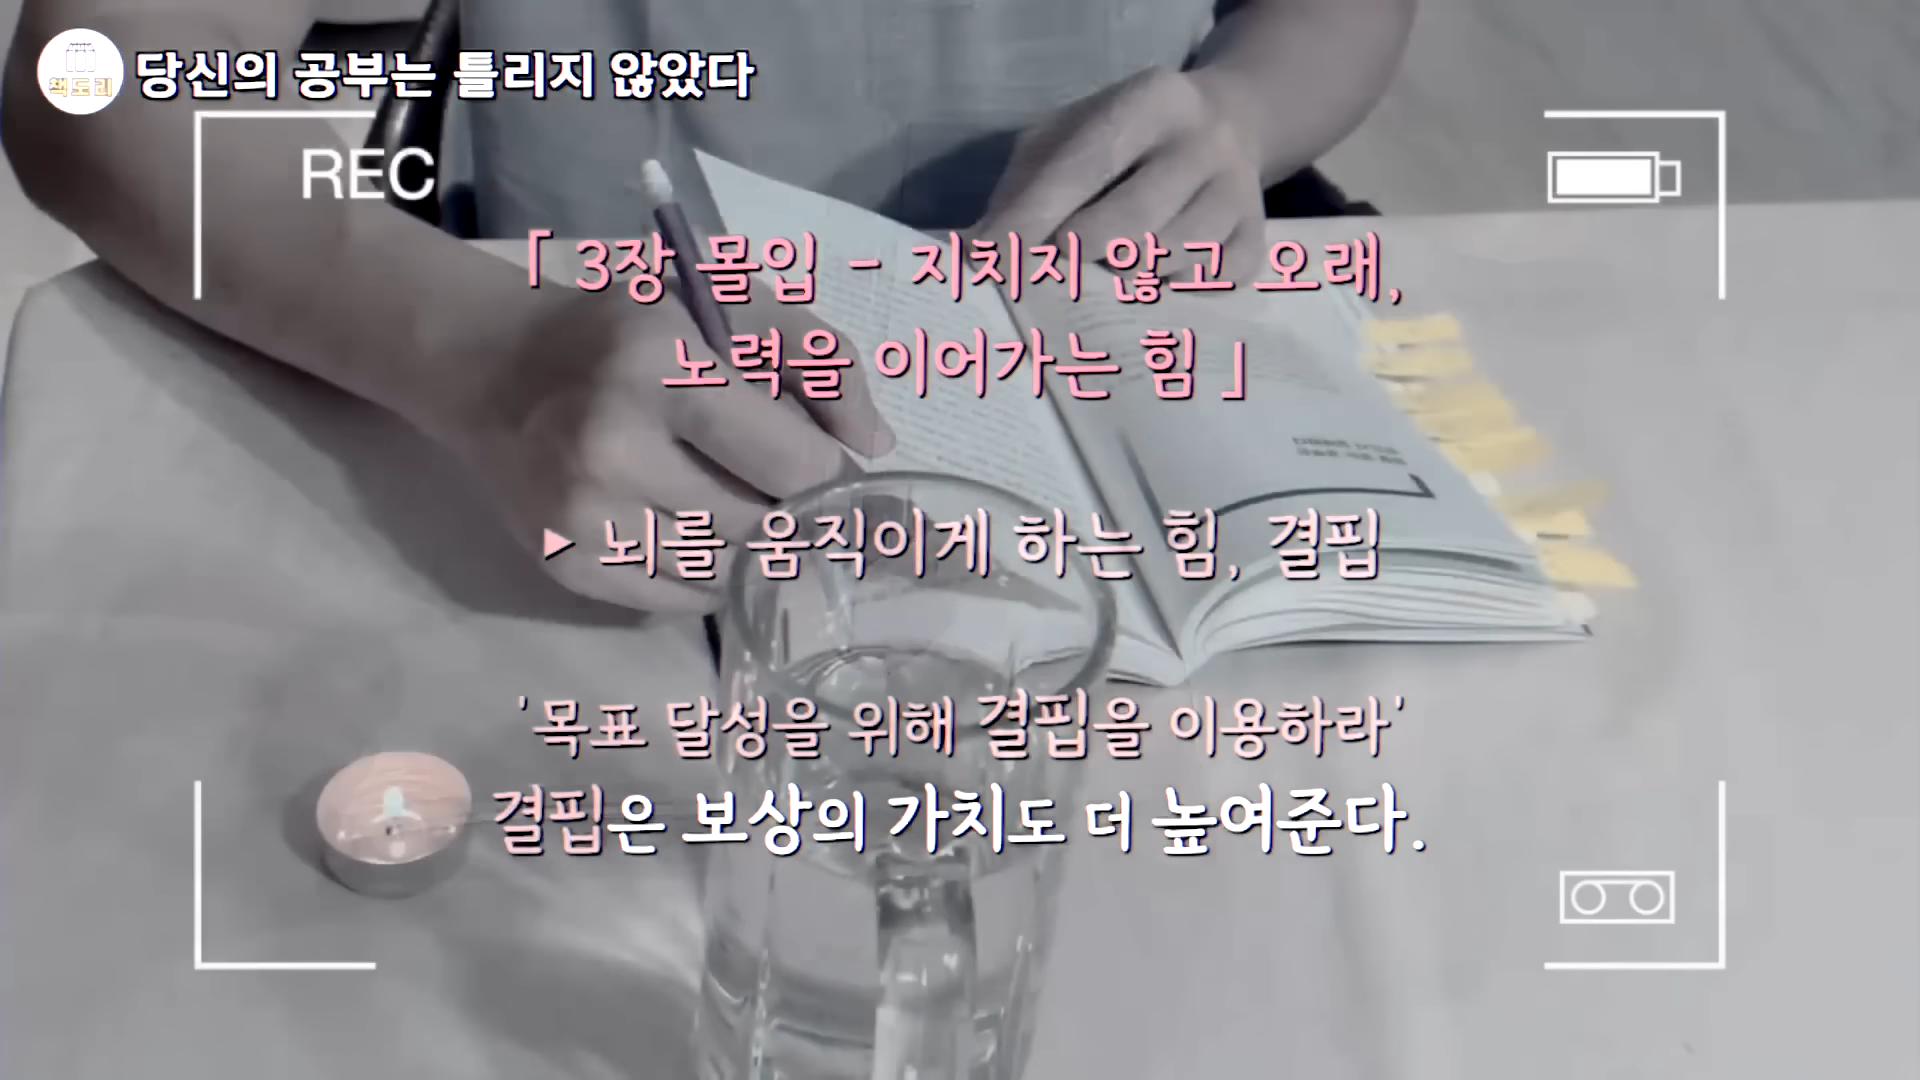 책도리
당신의 공부는 틀리지 않았다
REC
「 3장 몰입 - 지치지 않고 오래,
노력을 이어가는 힘 」
▶ 뇌를 움직이게 하는 힘, 결핍
'목표 달성을 위해 결핍을 이용하라'
결핍은 보상의 가치도 더 높여준다.